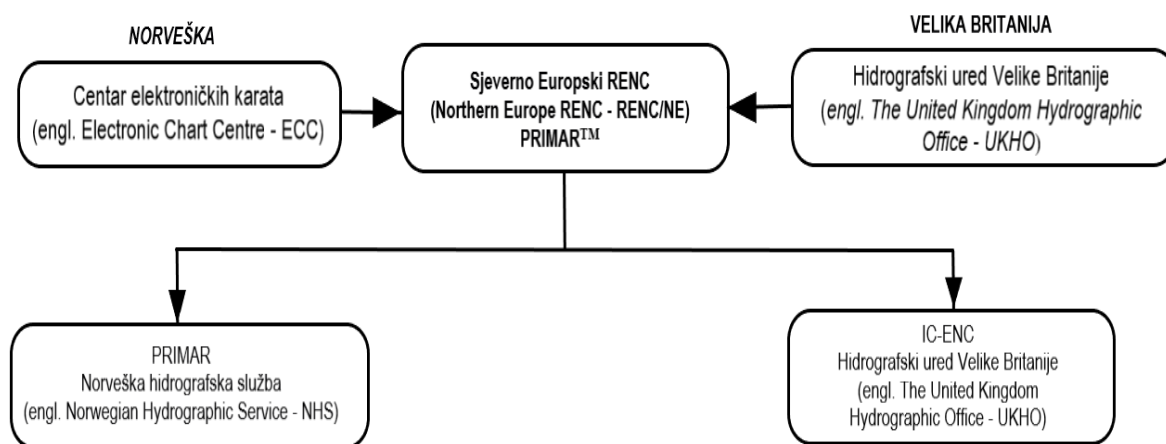 NORVEŠKA
Centar elektroničkih karata
(engl. Electronic Chart Centre - ECC)
Sjeverno Europski RENC
(Northern Europe RENC - RENC/NE)
PRIMAR™
VELIKA BRITANIJA
Hidrografski ured Velike Britanije
(engl. The United Kingdom Hydrographic
Office - UKHO)
PRIMAR
Norveška hidrografska služba
(engl. Norwegian Hydrographic Service - NHS)
IC-ENC
Hidrografski ured Velike Britanije
(engl. The United Kingdom
Hydrographic Office - UKHO)